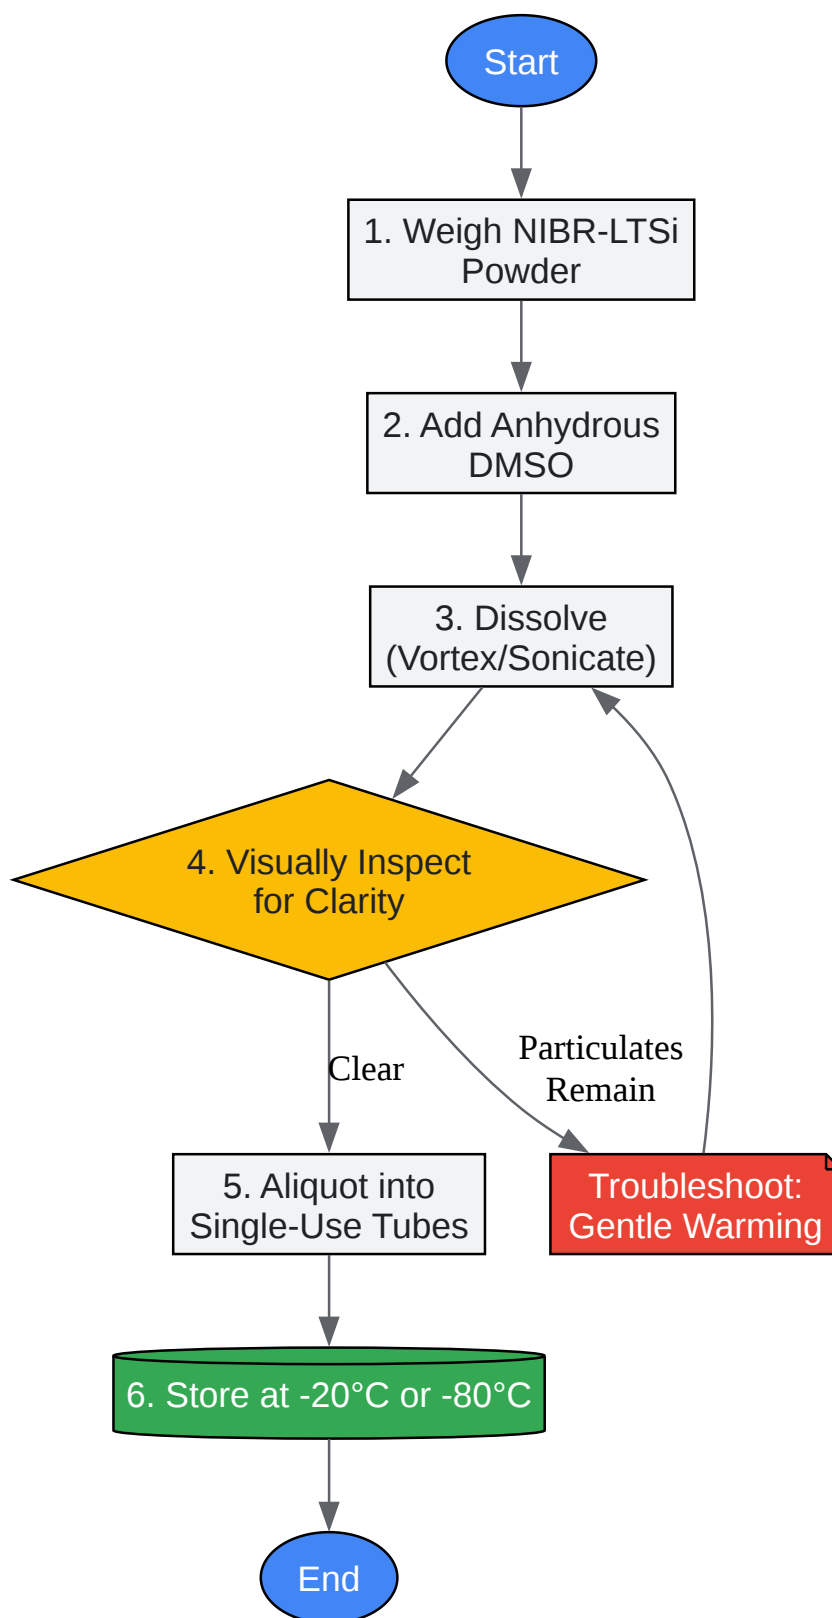 Start
1. Weigh NIBR-LTSi
Powder
2. Add Anhydrous
DMSO
3. Dissolve
(Vortex/Sonicate)
4. Visually Inspect
for Clarity
Clear
Particulates
Remain
5. Aliquot into
Single-Use Tubes
Troubleshoot:
Gentle Warming
6. Store at -20°C or -80°C
End